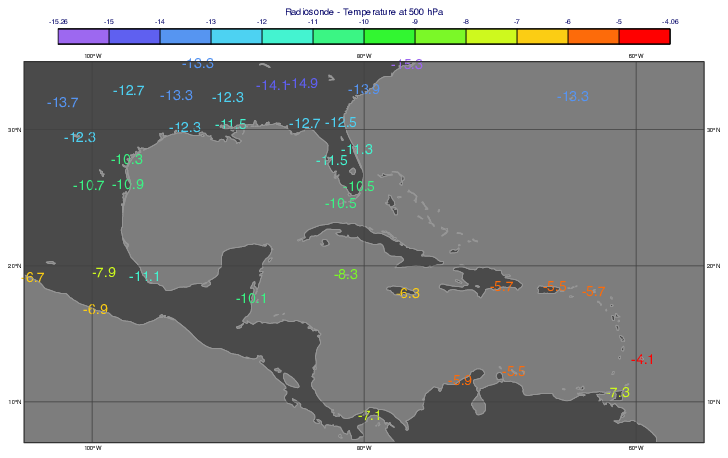 Radiosonde - Temperature at 500 hPa
-15.26 -15 -14 -13 -12 -11 -10 -9 -8 -7 -6 -5 -4.06
100°W 80°W 60°W
-13.3
-14.1 -14.9
-12.7 -13.3 -12.3 -13.9 -13.3
-13.7
-12.3 -11.5 -12.7 -12.5
30°N 30°N
-12.3
-11.3
-10.3 -11.5
-10.7 -10.9 10.5
-10.5
20°N 20°N
-6.7 -7.9 -11.1 -8.3
-5.7 -5.7
-10.1 -6.3
-6.9
-4.1
-5.9 -5.5
-7.3
10°N 10°N
-7.1
100°W 80°W 60°W